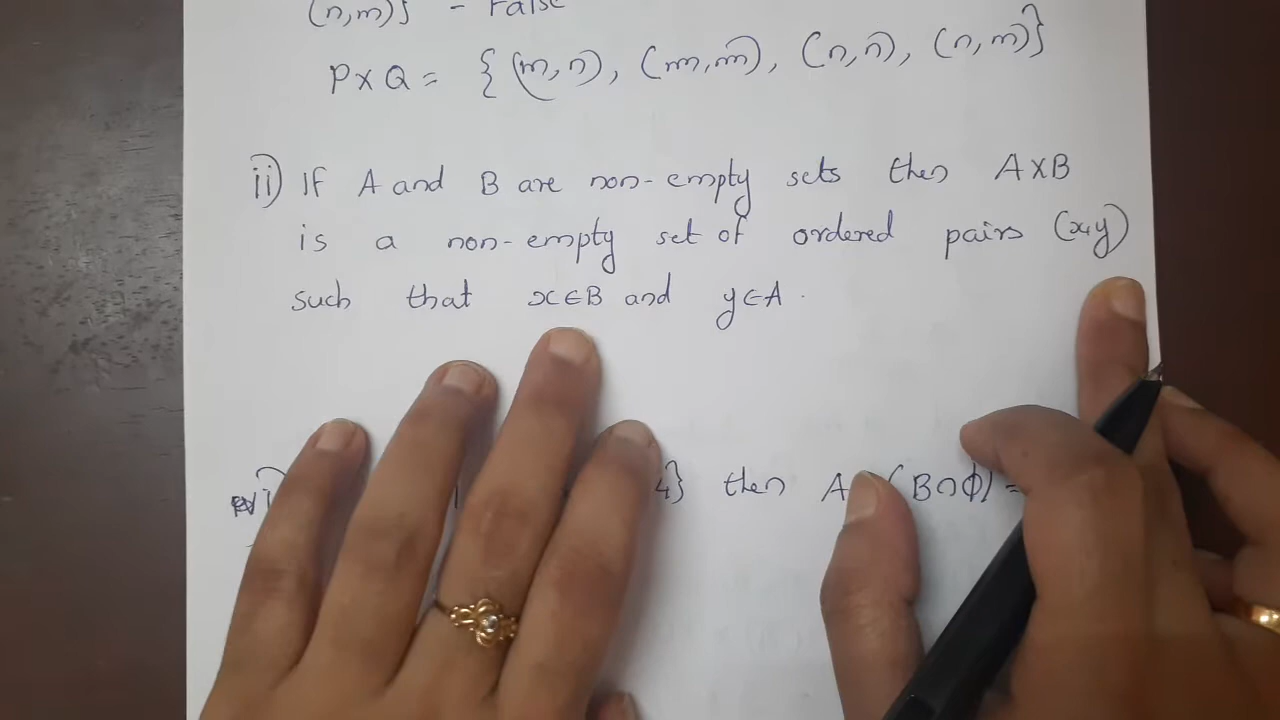 (n,m)} - False
P×Q = {(m,n), (m,m), (n,n), (n,m)}
ii) If A and B are non-empty sets then A×B
is a non-empty set of ordered pairs (x,y)
such that x∈B and y∈A.
4} then A (B∩ϕ) =